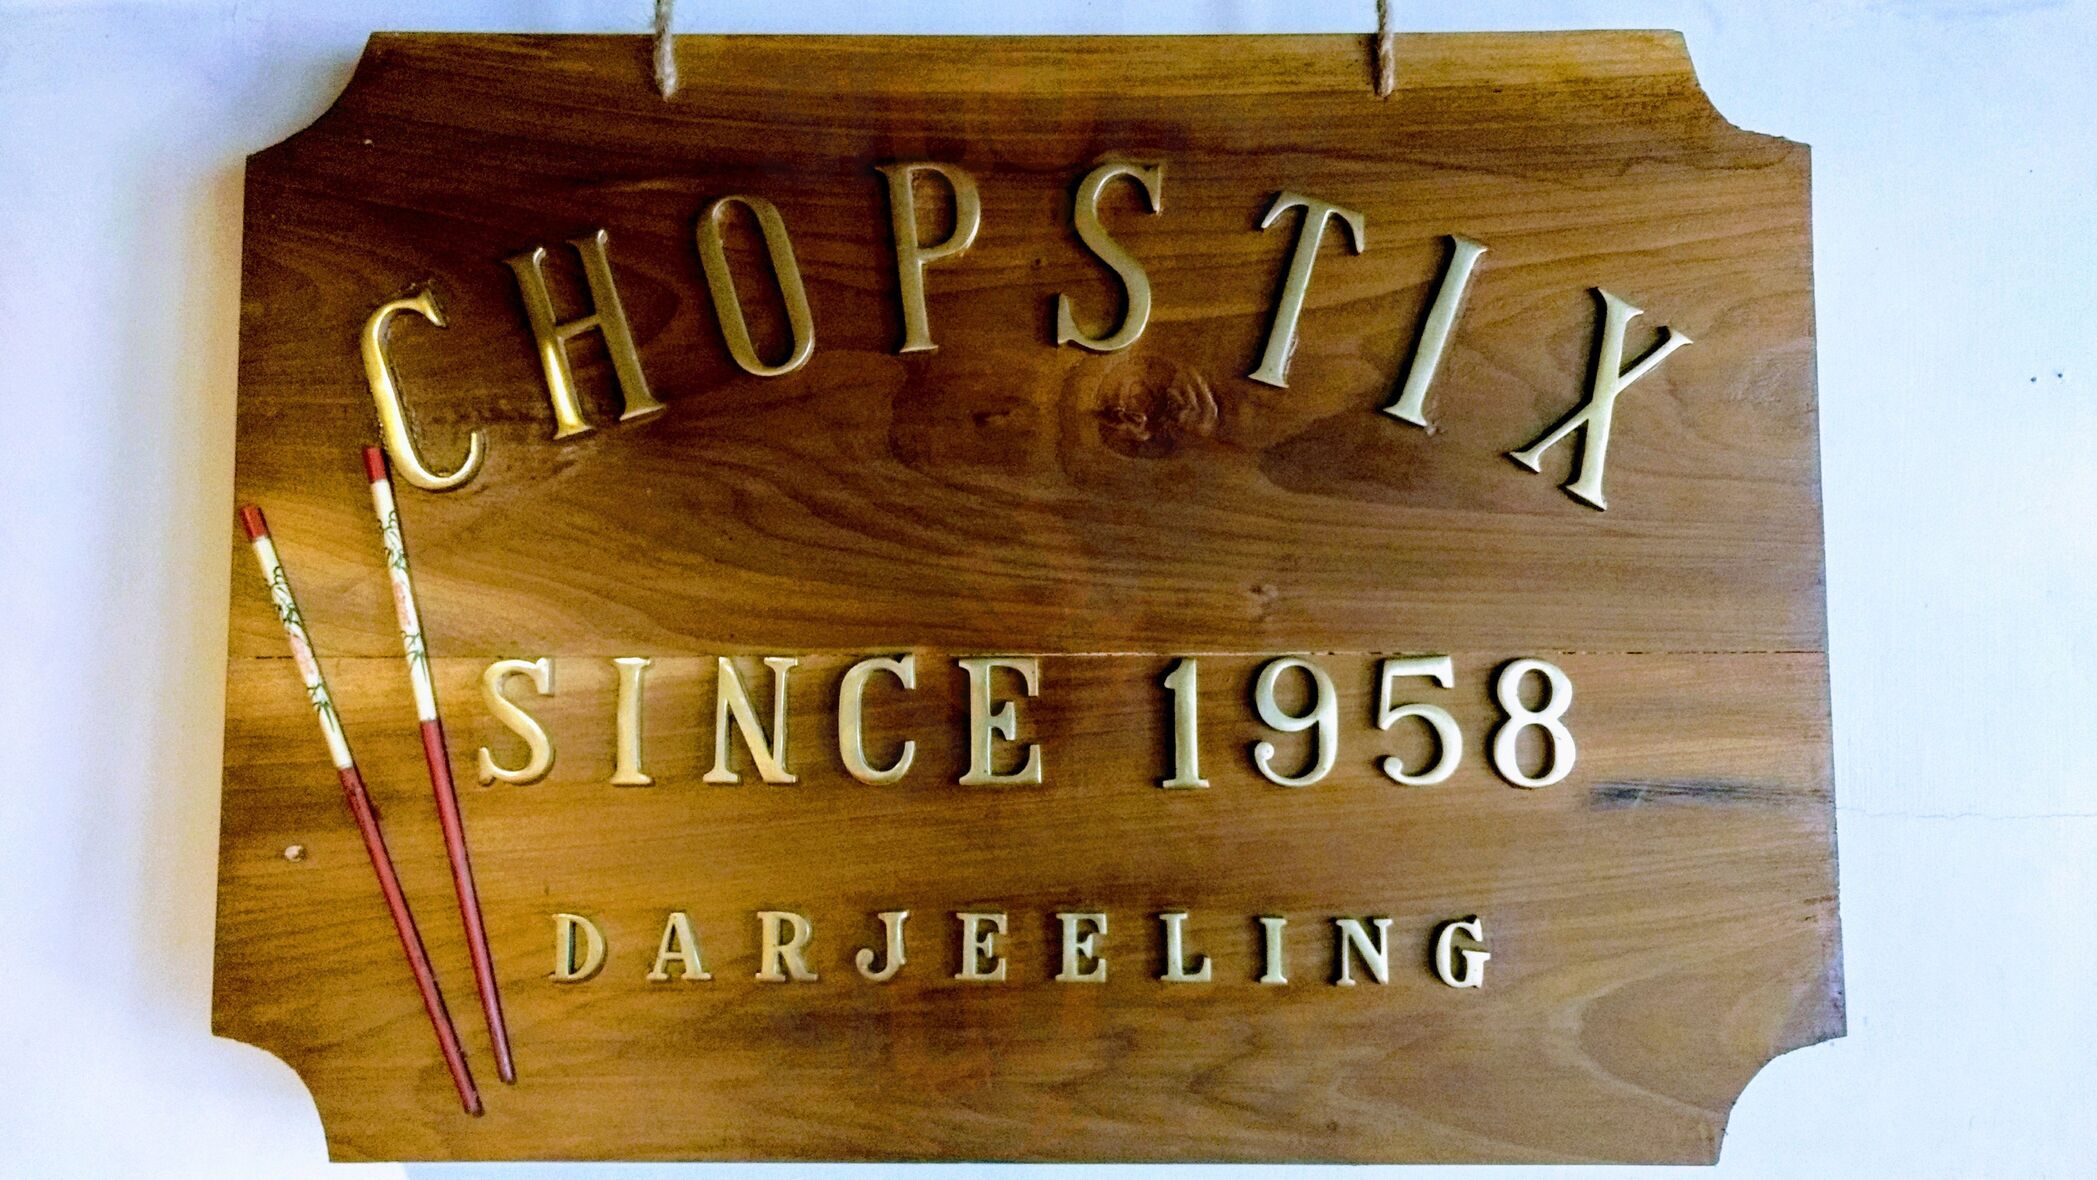 CHOPSTIX
SINCE 1958
DARJEELING